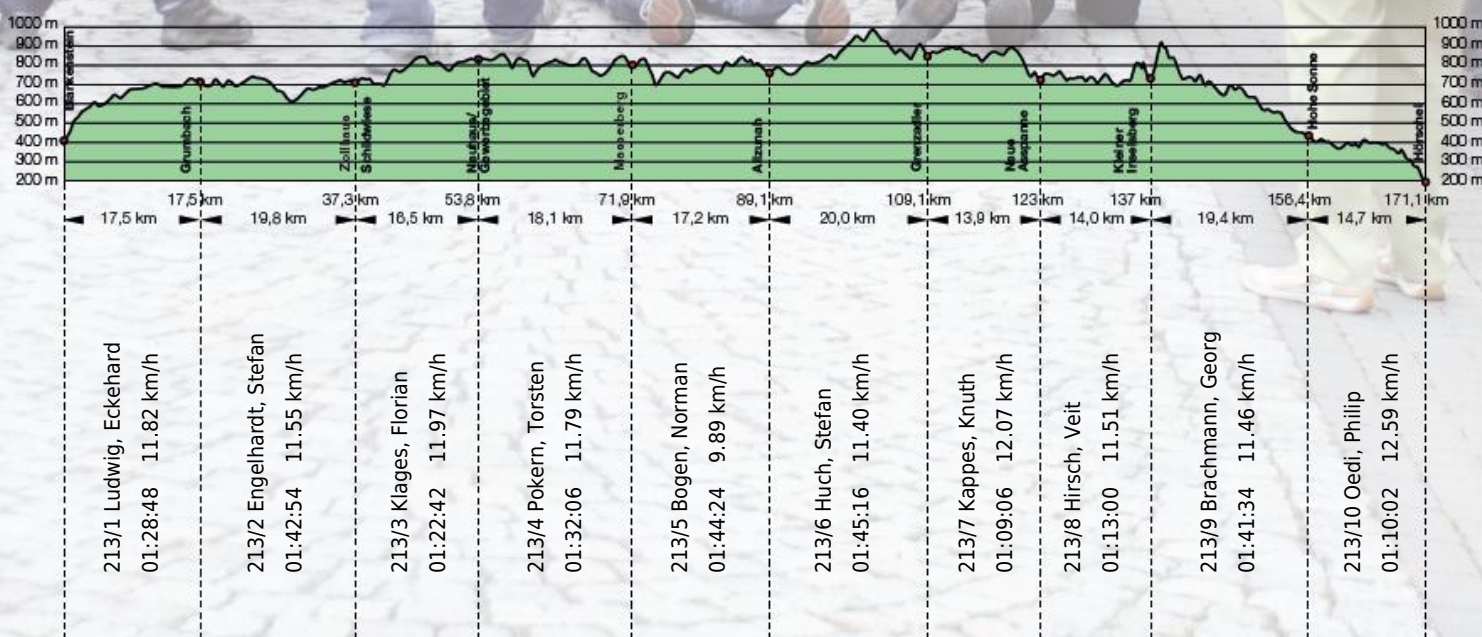 1000 m
900 m
800 m
700 m
600 m
500 m
400 m
300 m
200 m
1000 m
900 m
800 m
700 m
600 m
500 m
400 m
300 m
200 m
Blankenstein
Grumbach
Zollhaus
Schildwiese
Neuhaus/
Masserberg
Allzunah
Grenzadler
Neue
Ausspanne
Kleiner
Inselsberg
Hohe Sonne
Hörschel
17,5 km
37,3 km
53,8 km
71,9 km
89,1 km
109,1 km
123 km
137 km
156,4 km
171,1 km
17,5 km
19,8 km
16,5 km
18,1 km
17,2 km
20,0 km
13,9 km
14,0 km
19,4 km
14,7 km
213/1 Ludwig, Eckehard
01:28:48 11.82 km/h
213/2 Engelhardt, Stefan
01:42:54 11.55 km/h
213/3 Klages, Florian
01:22:42 11.97 km/h
213/4 Pokern, Torsten
01:32:06 11.79 km/h
213/5 Bogen, Norman
01:44:24 9.89 km/h
213/6 Huch, Stefan
01:45:16 11.40 km/h
213/7 Kappes, Knuth
01:09:06 12.07 km/h
213/8 Hirsch, Veit
01:13:00 11.51 km/h
213/9 Brachmann, Georg
01:41:34 11.46 km/h
213/10 Oedi, Philip
01:10:02 12.59 km/h